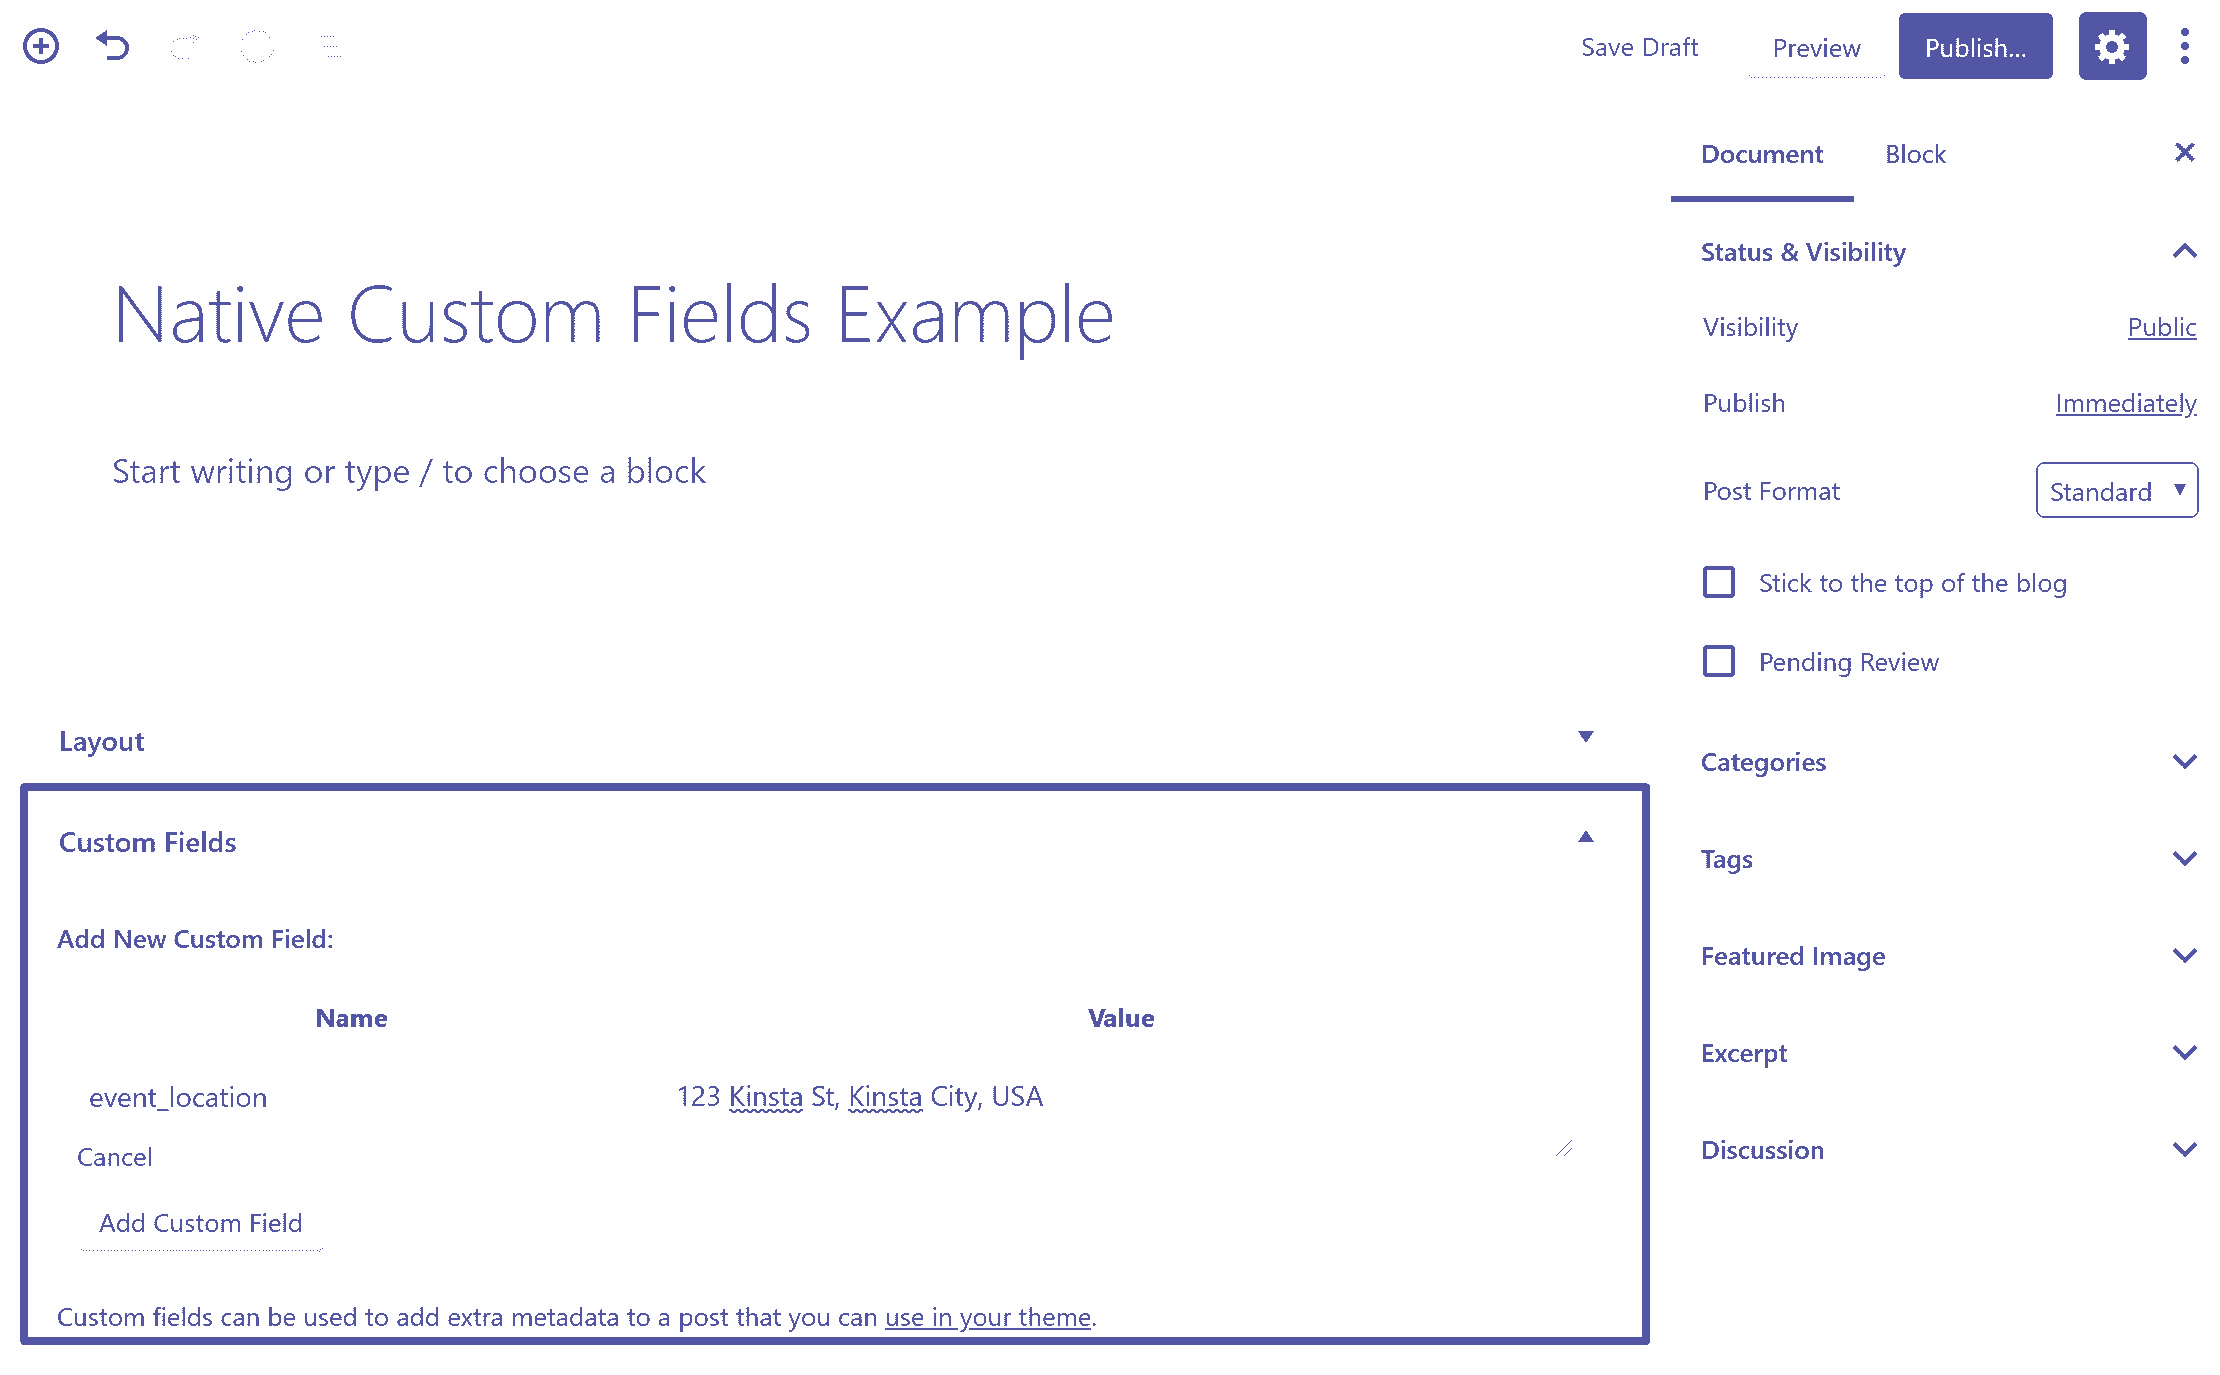 Save Draft Preview Publish...
Document Block
Status & Visibility
Native Custom Fields Example
Visibility Public
Publish Immediately
Start writing or type / to choose a block
Post Format Standard
Stick to the top of the blog
Pending Review
Layout
Categories
Custom Fields
Tags
Add New Custom Field:
Featured Image
Name Value
Excerpt
event_location 123 Kinsta St, Kinsta City, USA
Cancel
Discussion
Add Custom Field
Custom fields can be used to add extra metadata to a post that you can use in your theme.